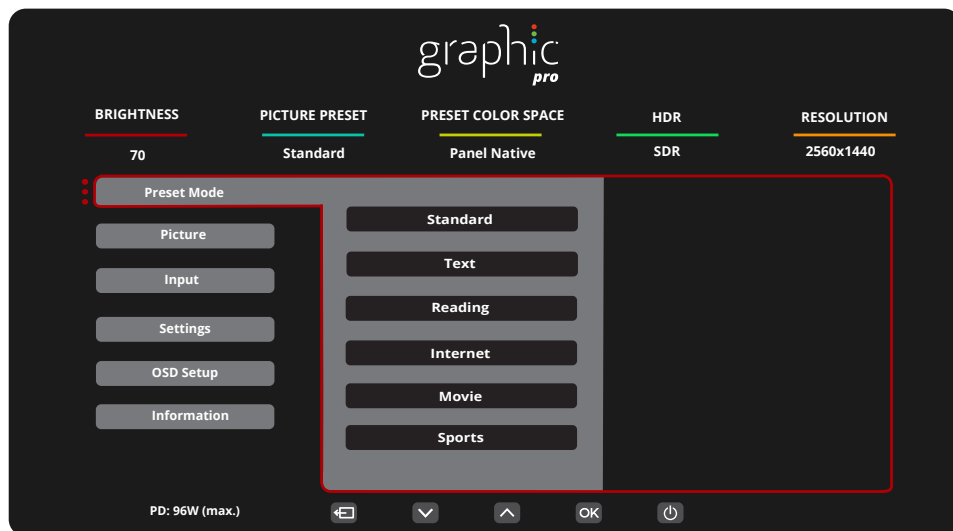 graphic
pro
BRIGHTNESS PICTURE PRESET PRESET COLOR SPACE HDR RESOLUTION
70 Standard Panel Native SDR 2560x1440
Preset Mode
Picture
Input
Settings
OSD Setup
Information
Standard
Text
Reading
Internet
Movie
Sports
PD: 96W (max.) OK